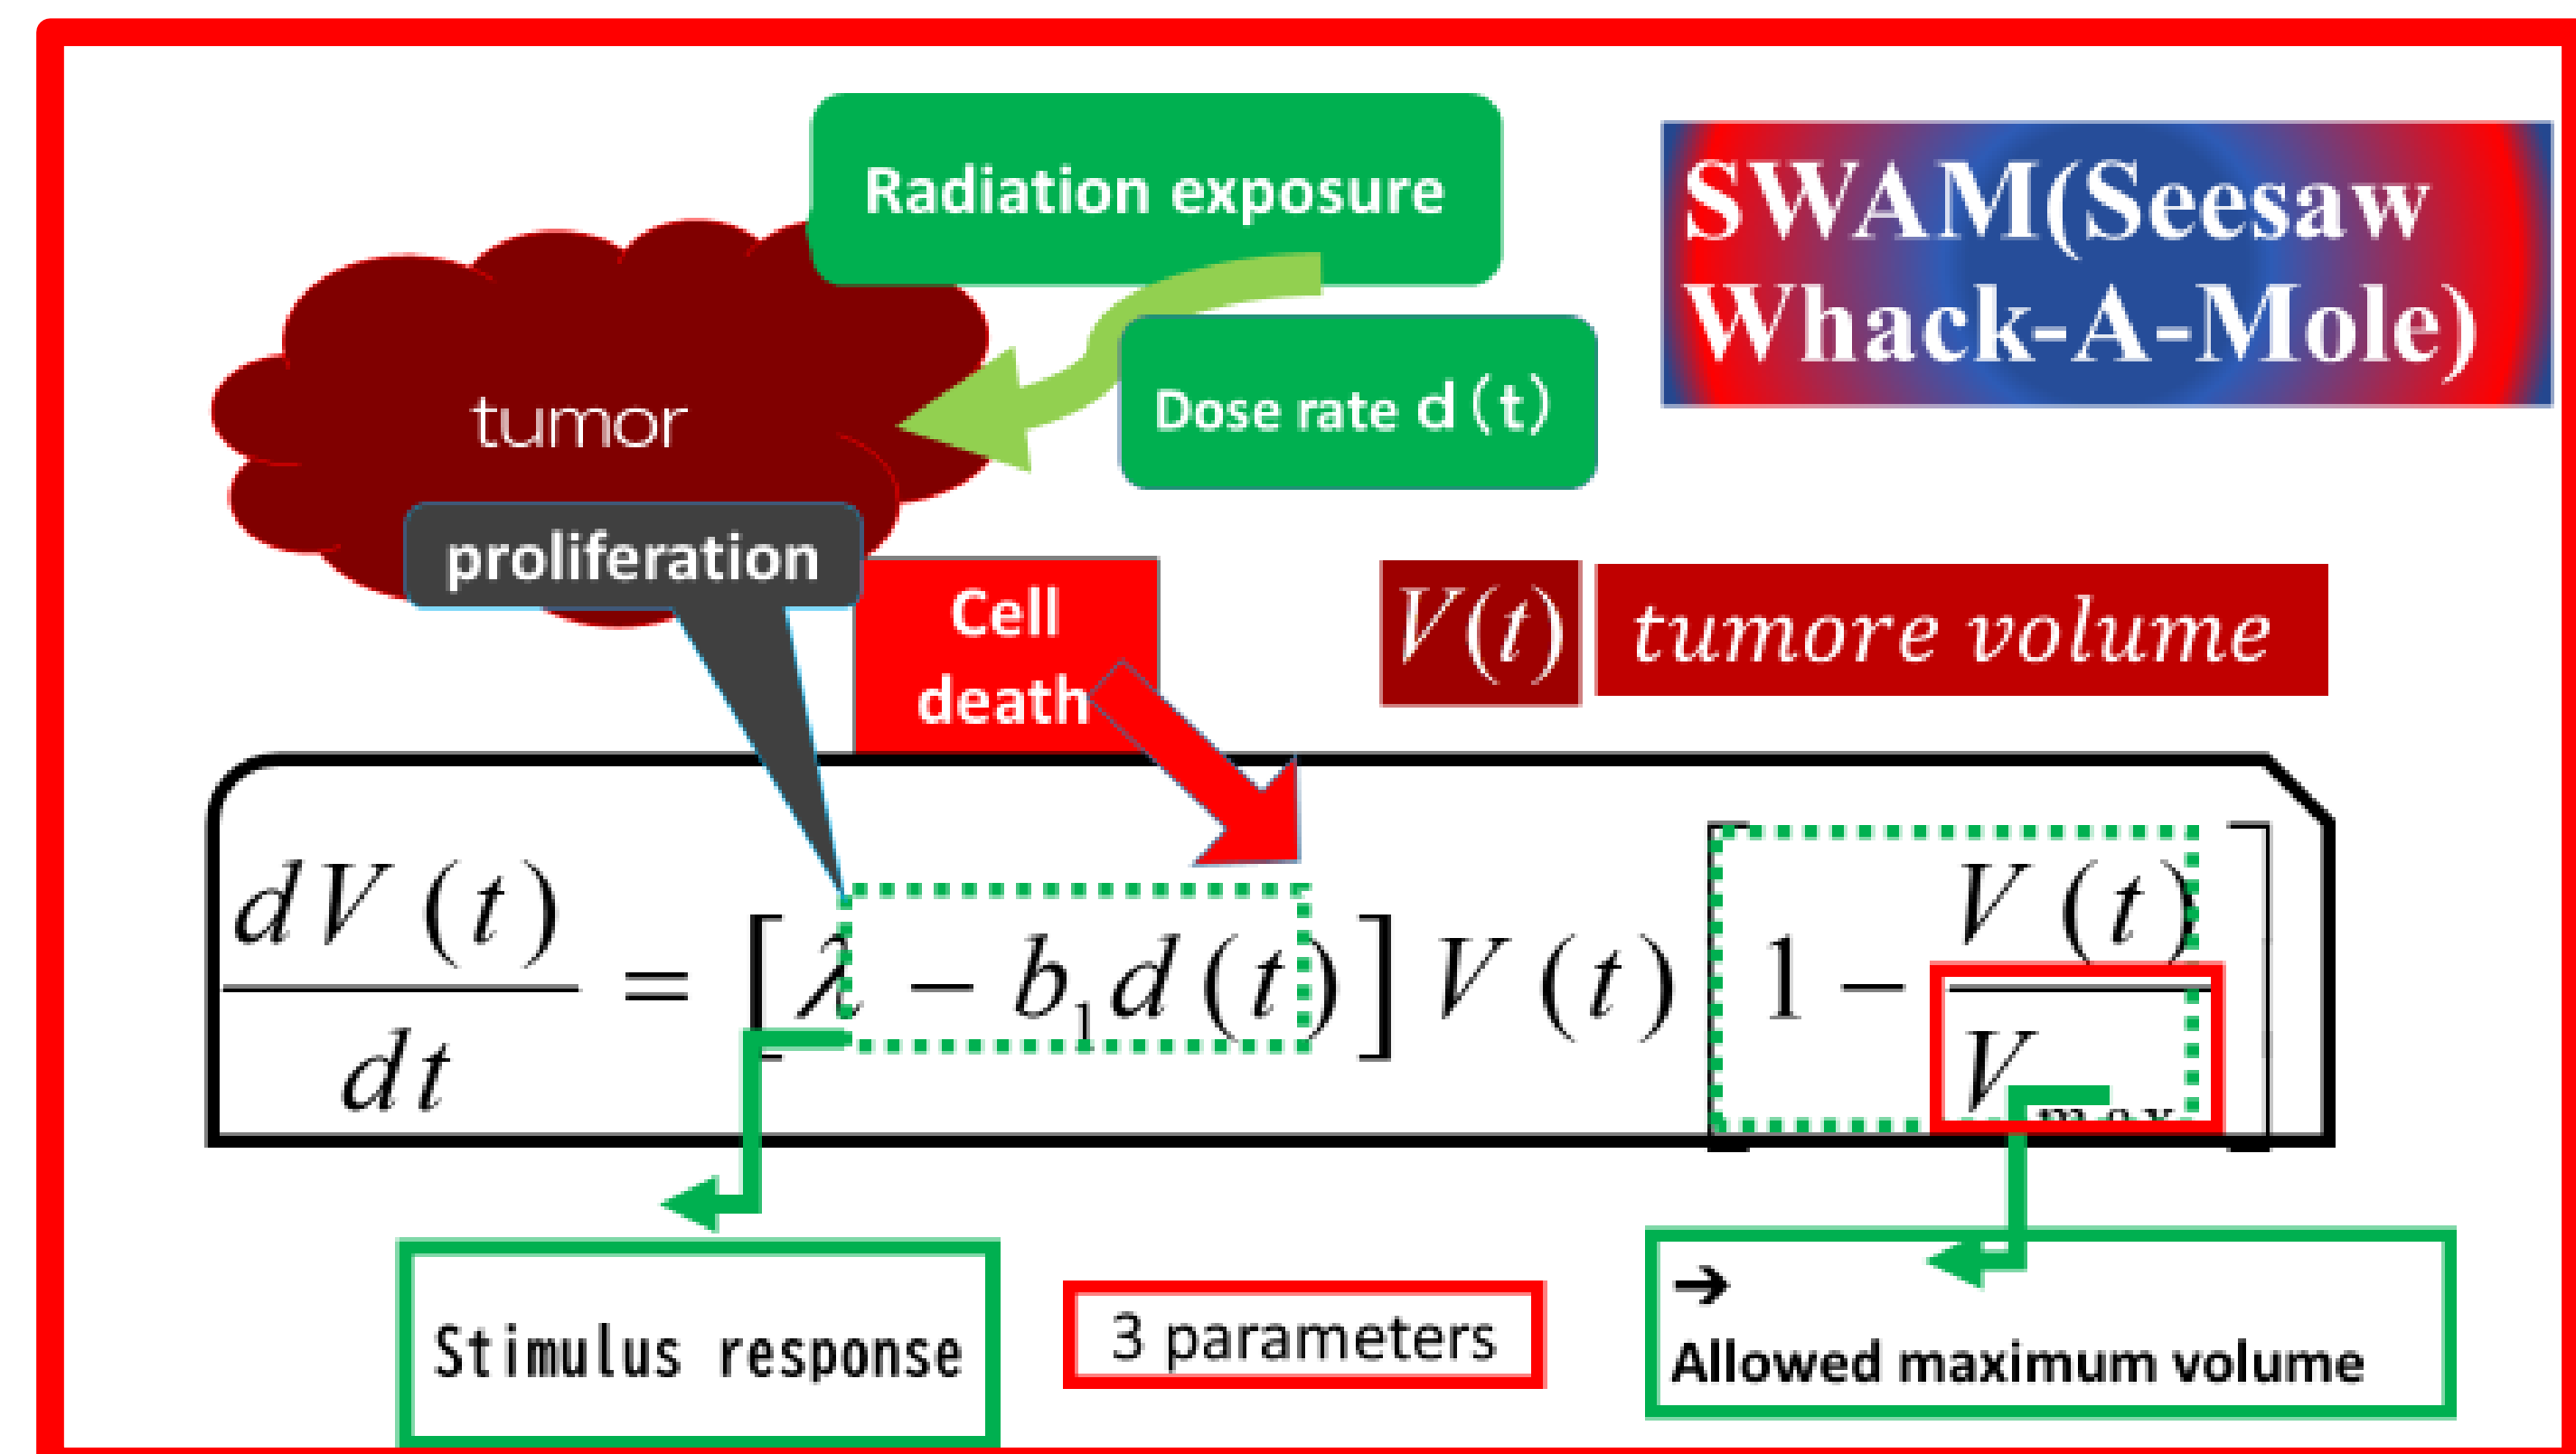 Radiation exposure
SWAM(Seesaw
Whack-A-Mole)
Dose rate d(t)
tumor
proliferation
Cell
death
V(t) tumore volume
dV(t)/dt = [λ − b₁d(t)] V(t) [1 − V(t)/V max]
Stimulus response
3 parameters
➔
Allowed maximum volume